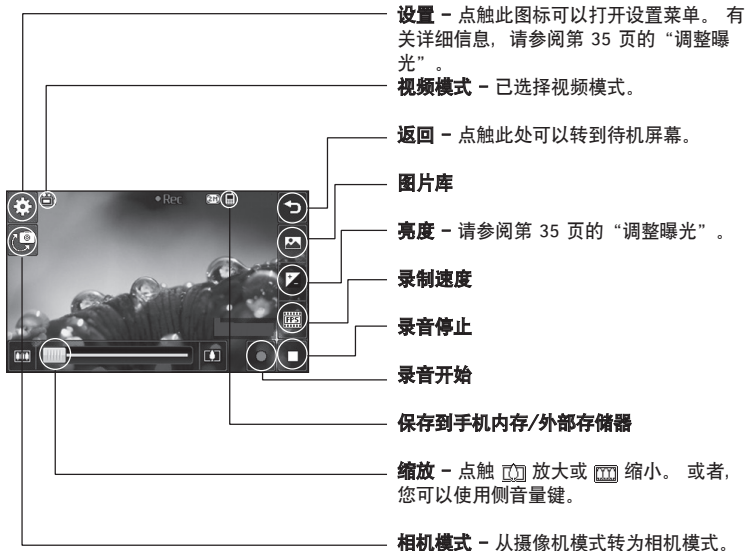 设置 – 点触此图标可以打开设置菜单。 有
关详细信息, 请参阅第 35 页的“调整曝
光”。
视频模式 – 已选择视频模式。
返回 – 点触此处可以转到待机屏幕。
图片库
亮度 – 请参阅第 35 页的“调整曝光”。
录制速度
录音停止
录音开始
保存到手机内存/外部存储器
缩放 – 点触 放大或 缩小。 或者,
您可以使用侧音量键。
相机模式 – 从摄像机模式转为相机模式。
Rec
FPS